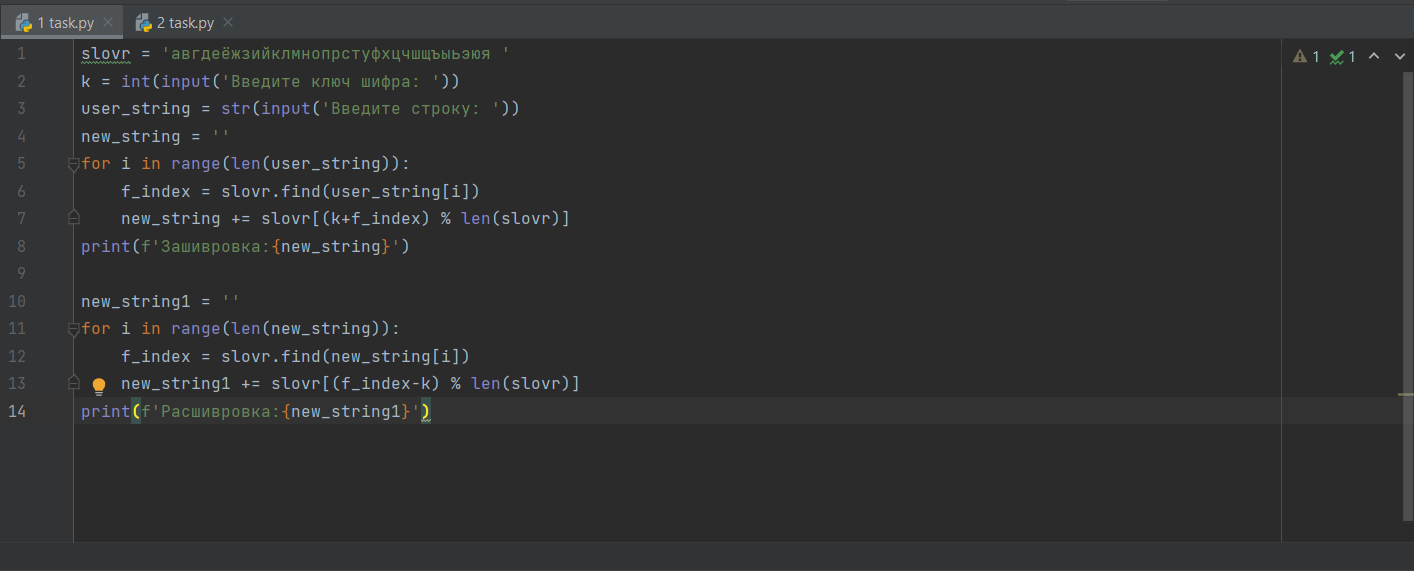 1 task.py 2 task.py
1 slovr = 'авгдеёжзийклмнопрстуфхцчшщъыьэюя '
2 k = int(input('Введите ключ шифра: '))
3 user_string = str(input('Введите строку: '))
4 new_string = ''
5 for i in range(len(user_string)):
6 f_index = slovr.find(user_string[i])
7 new_string += slovr[(k+f_index) % len(slovr)]
8 print(f'Зашивровка:{new_string}')
9
10 new_string1 = ''
11 for i in range(len(new_string)):
12 f_index = slovr.find(new_string[i])
13 new_string1 += slovr[(f_index-k) % len(slovr)]
14 print(f'Расшивровка:{new_string1}')
1 1